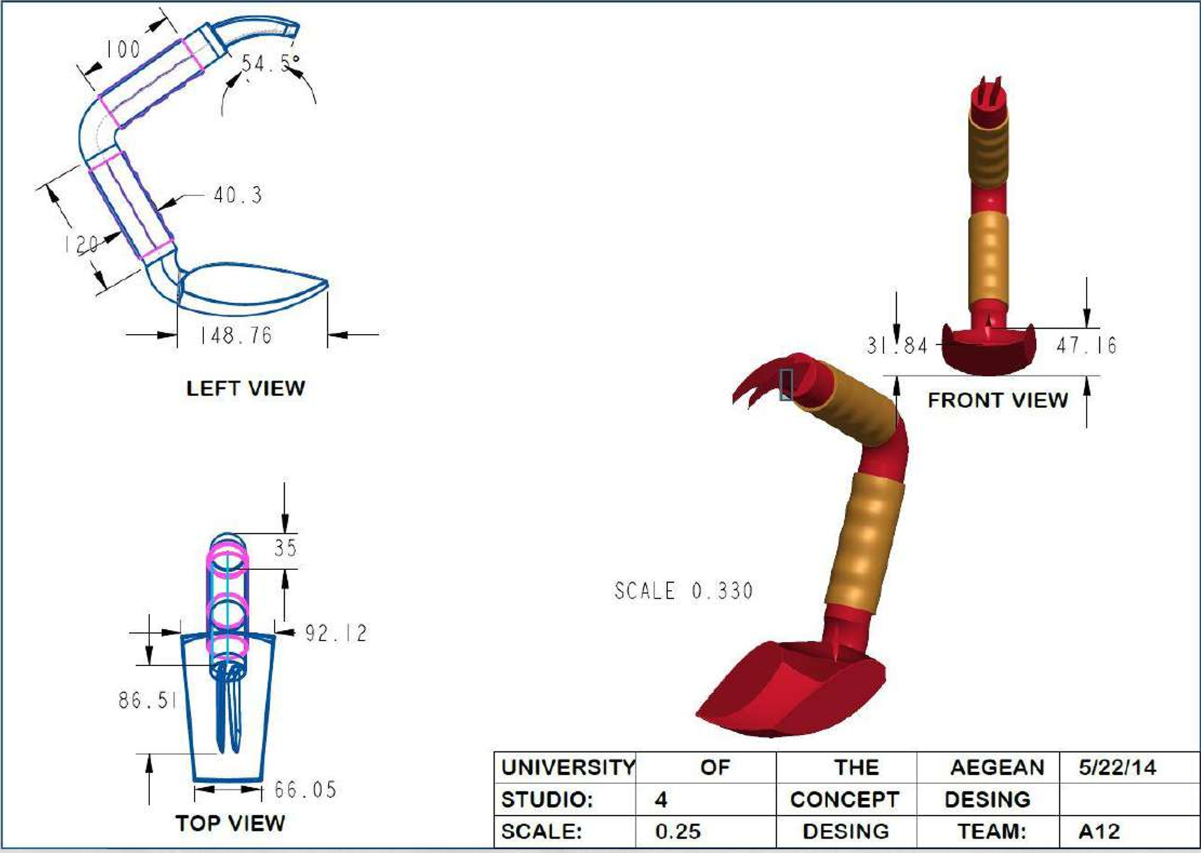 100
54.5°
40.3
120
148.76
LEFT VIEW
31.84
47.16
FRONT VIEW
35
92.12
86.51
66.05
TOP VIEW
SCALE 0.330
UNIVERSITY OF THE AEGEAN 5/22/14
STUDIO: 4 CONCEPT DESING
SCALE: 0.25 DESING TEAM: A12